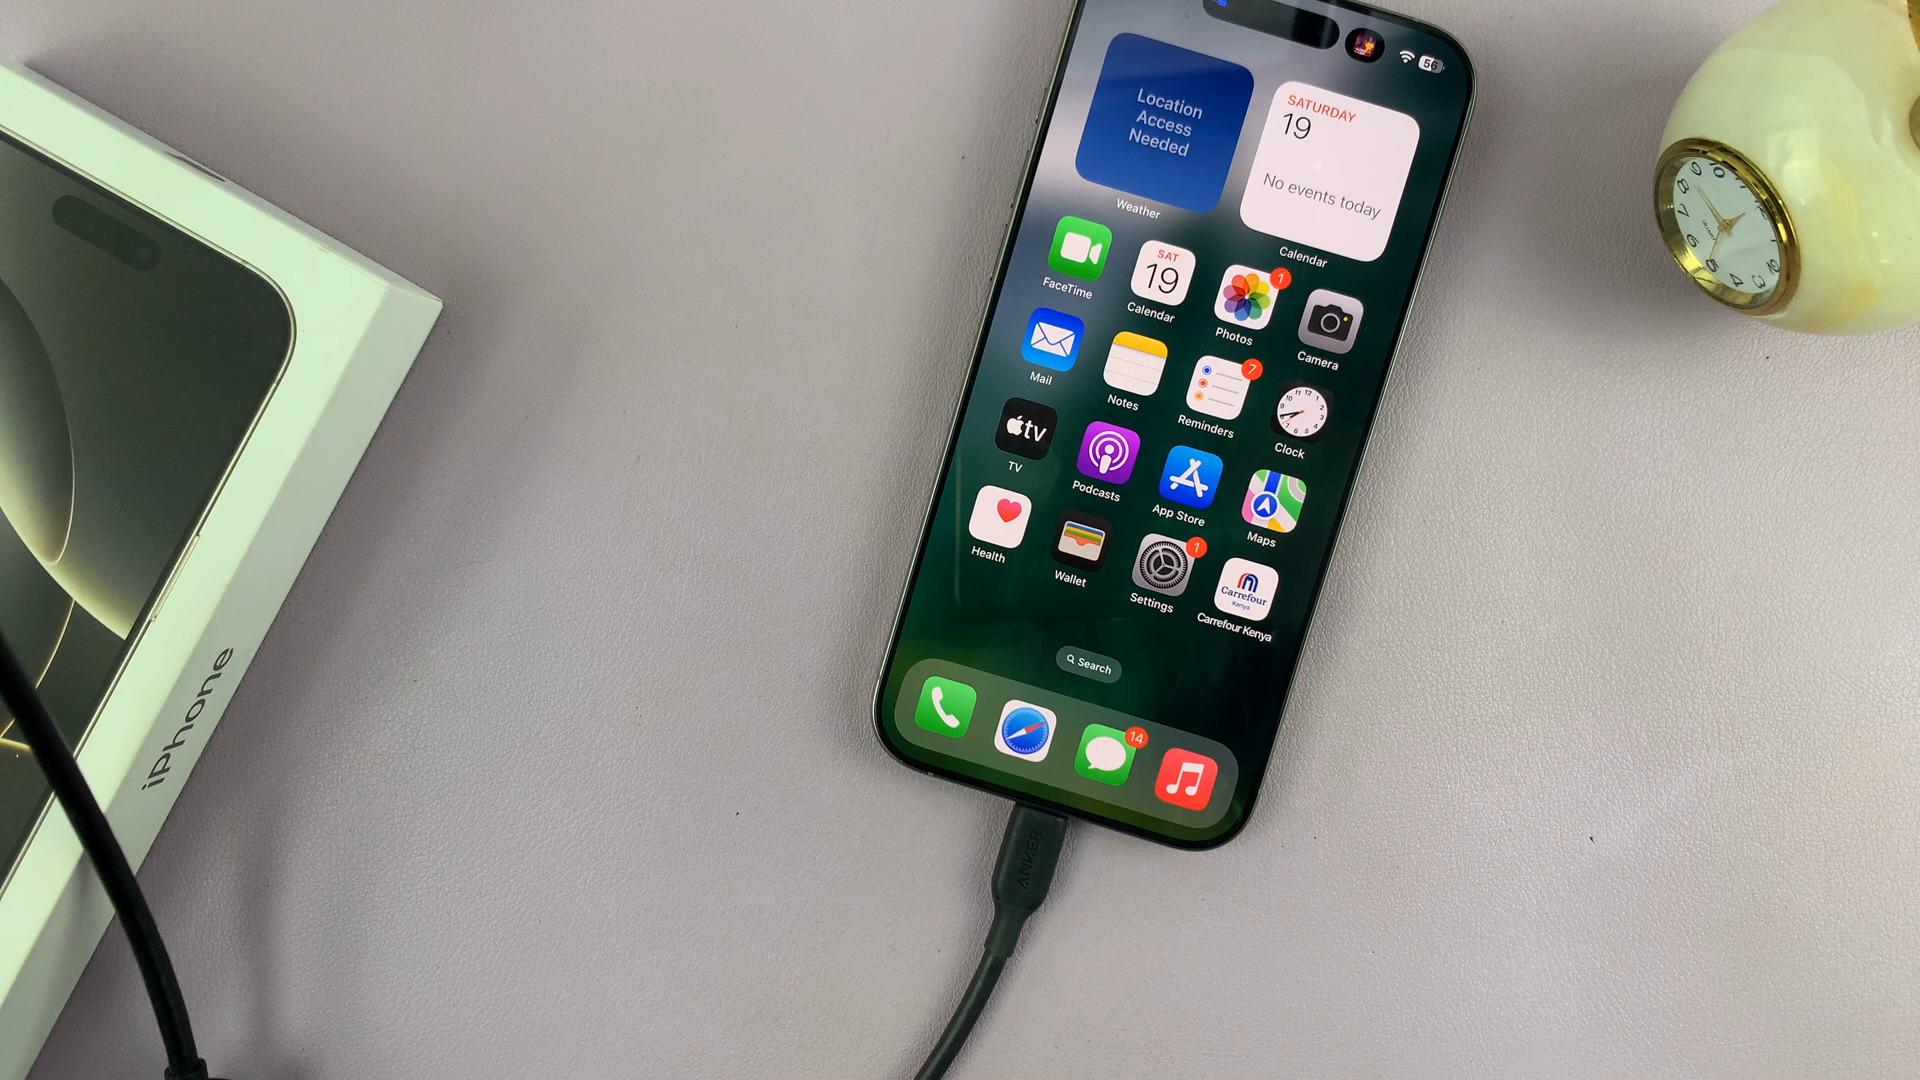 iPhone
56
Location
Access
Needed
Weather
SATURDAY
19
No events today
Calendar
FaceTime
SAT
19
Calendar
1
Photos
Camera
Mail
Notes
7
Reminders
Clock
tv
TV
Podcasts
App Store
Maps
Health
Wallet
1
Settings
Carrefour
Kenya
Carrefour Kenya
Search
14
ANKER